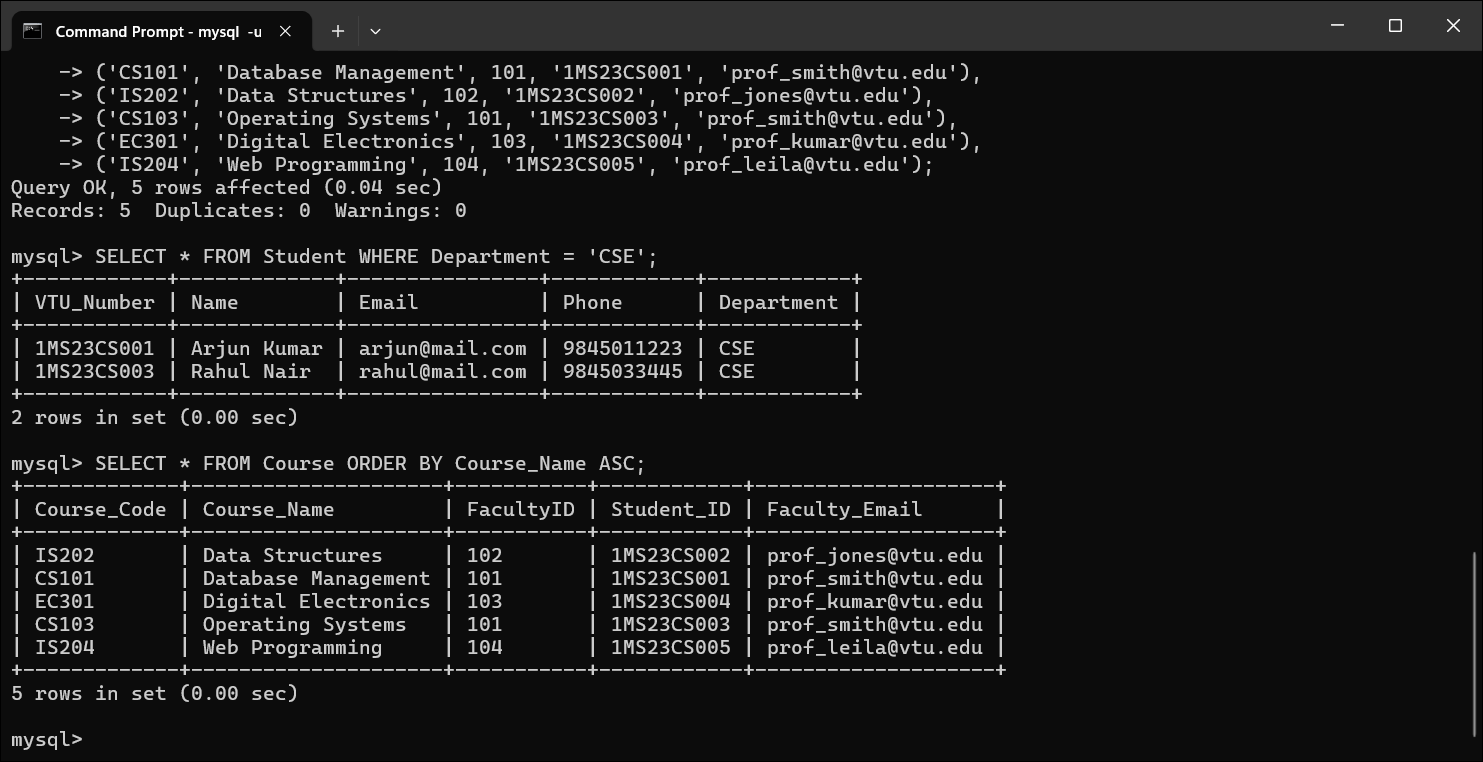 Command Prompt - mysql -u
    -> ('CS101', 'Database Management', 101, '1MS23CS001', 'prof_smith@vtu.edu'),
    -> ('IS202', 'Data Structures', 102, '1MS23CS002', 'prof_jones@vtu.edu'),
    -> ('CS103', 'Operating Systems', 101, '1MS23CS003', 'prof_smith@vtu.edu'),
    -> ('EC301', 'Digital Electronics', 103, '1MS23CS004', 'prof_kumar@vtu.edu'),
    -> ('IS204', 'Web Programming', 104, '1MS23CS005', 'prof_leila@vtu.edu');
Query OK, 5 rows affected (0.04 sec)
Records: 5  Duplicates: 0  Warnings: 0

mysql> SELECT * FROM Student WHERE Department = 'CSE';
+------------+-------------+----------------+------------+------------+
| VTU_Number | Name        | Email          | Phone      | Department |
+------------+-------------+----------------+------------+------------+
| 1MS23CS001 | Arjun Kumar | arjun@mail.com | 9845011223 | CSE        |
| 1MS23CS003 | Rahul Nair  | rahul@mail.com | 9845033445 | CSE        |
+------------+-------------+----------------+------------+------------+
2 rows in set (0.00 sec)

mysql> SELECT * FROM Course ORDER BY Course_Name ASC;
+-------------+---------------------+-----------+------------+--------------------+
| Course_Code | Course_Name         | FacultyID | Student_ID | Faculty_Email      |
+-------------+---------------------+-----------+------------+--------------------+
| IS202       | Data Structures     | 102       | 1MS23CS002 | prof_jones@vtu.edu |
| CS101       | Database Management | 101       | 1MS23CS001 | prof_smith@vtu.edu |
| EC301       | Digital Electronics | 103       | 1MS23CS004 | prof_kumar@vtu.edu |
| CS103       | Operating Systems   | 101       | 1MS23CS003 | prof_smith@vtu.edu |
| IS204       | Web Programming     | 104       | 1MS23CS005 | prof_leila@vtu.edu |
+-------------+---------------------+-----------+------------+--------------------+
5 rows in set (0.00 sec)

mysql>